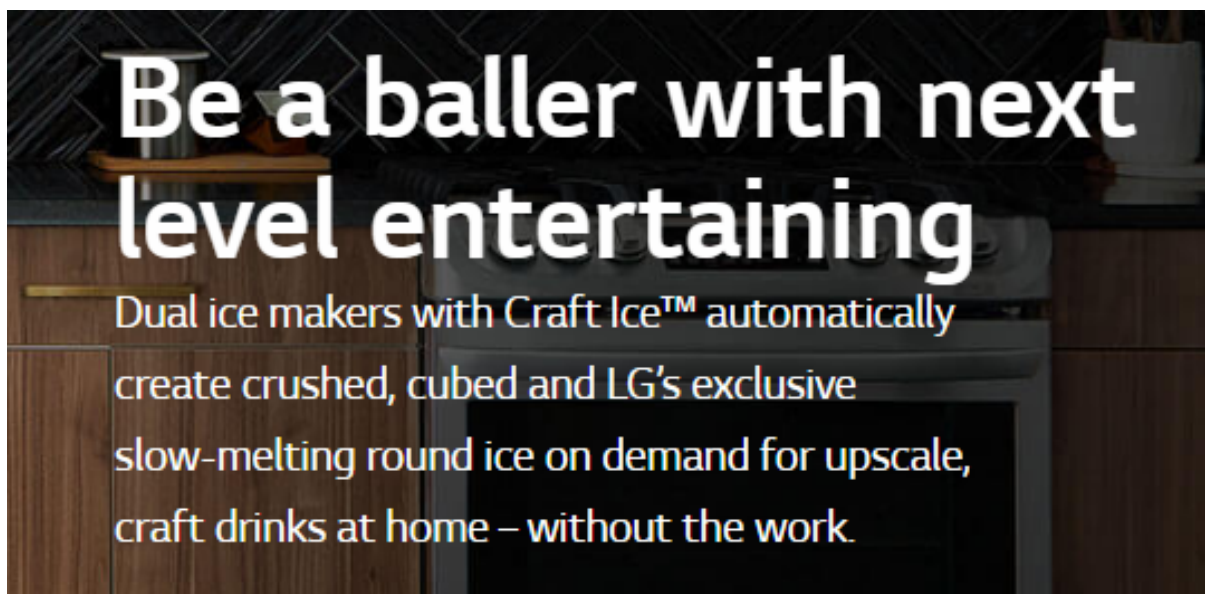 Be a baller with next
level entertaining
Dual ice makers with Craft Ice™ automatically
create crushed, cubed and LG’s exclusive
slow-melting round ice on demand for upscale,
craft drinks at home – without the work.